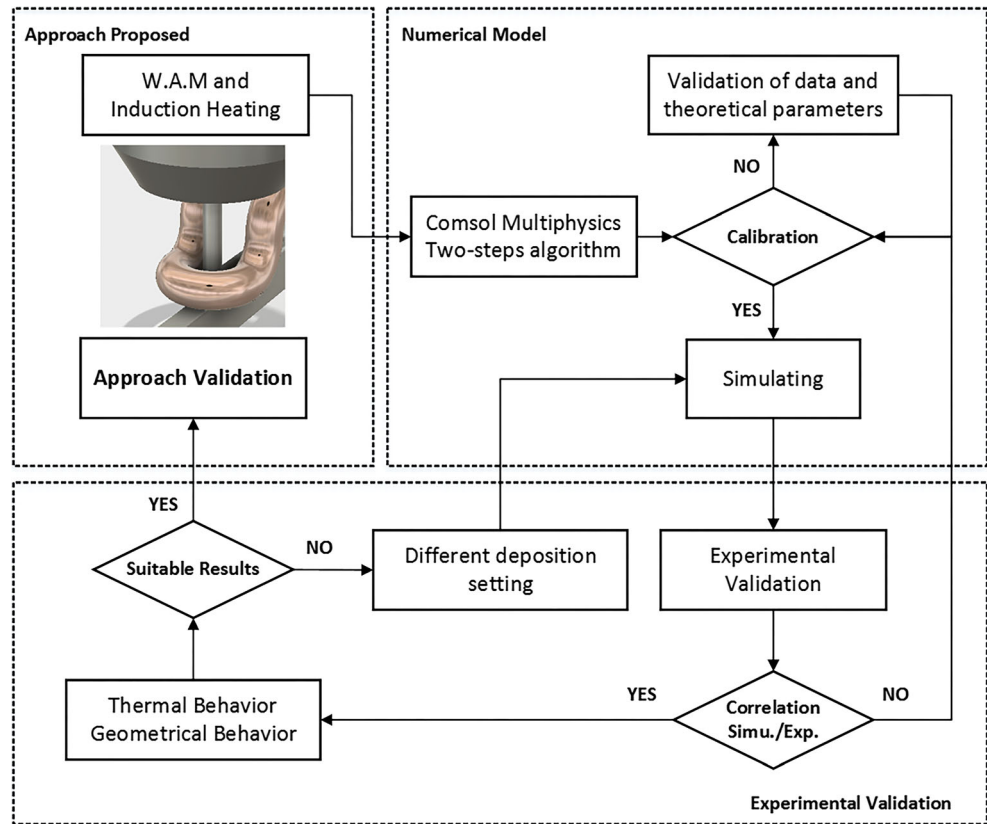 Approach Proposed
W.A.M and
Induction Heating
Approach Validation
Numerical Model
Validation of data and
theoretical parameters
NO
Comsol Multiphysics
Two-steps algorithm
Calibration
YES
Simulating
YES
Suitable Results
NO
Different deposition
setting
Experimental
Validation
Thermal Behavior
Geometrical Behavior
YES
Correlation
Simu./Exp.
NO
Experimental Validation